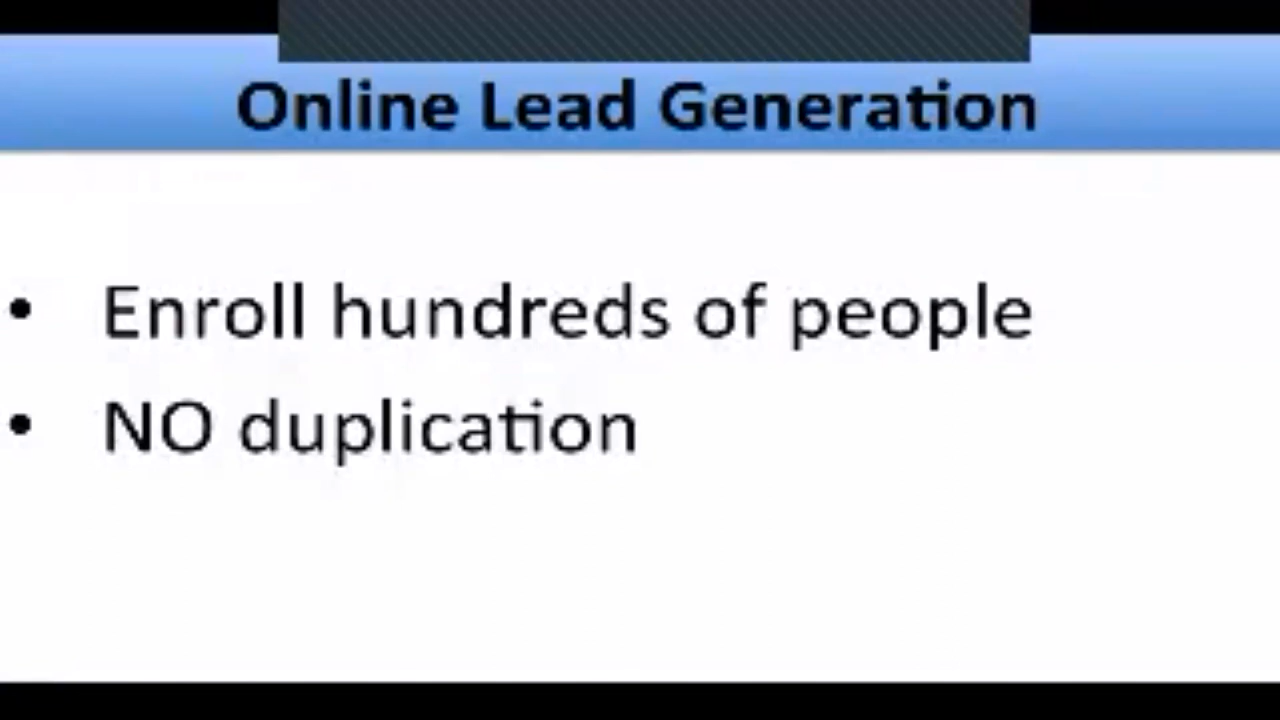 Online Lead Generation
• Enroll hundreds of people
• NO duplication